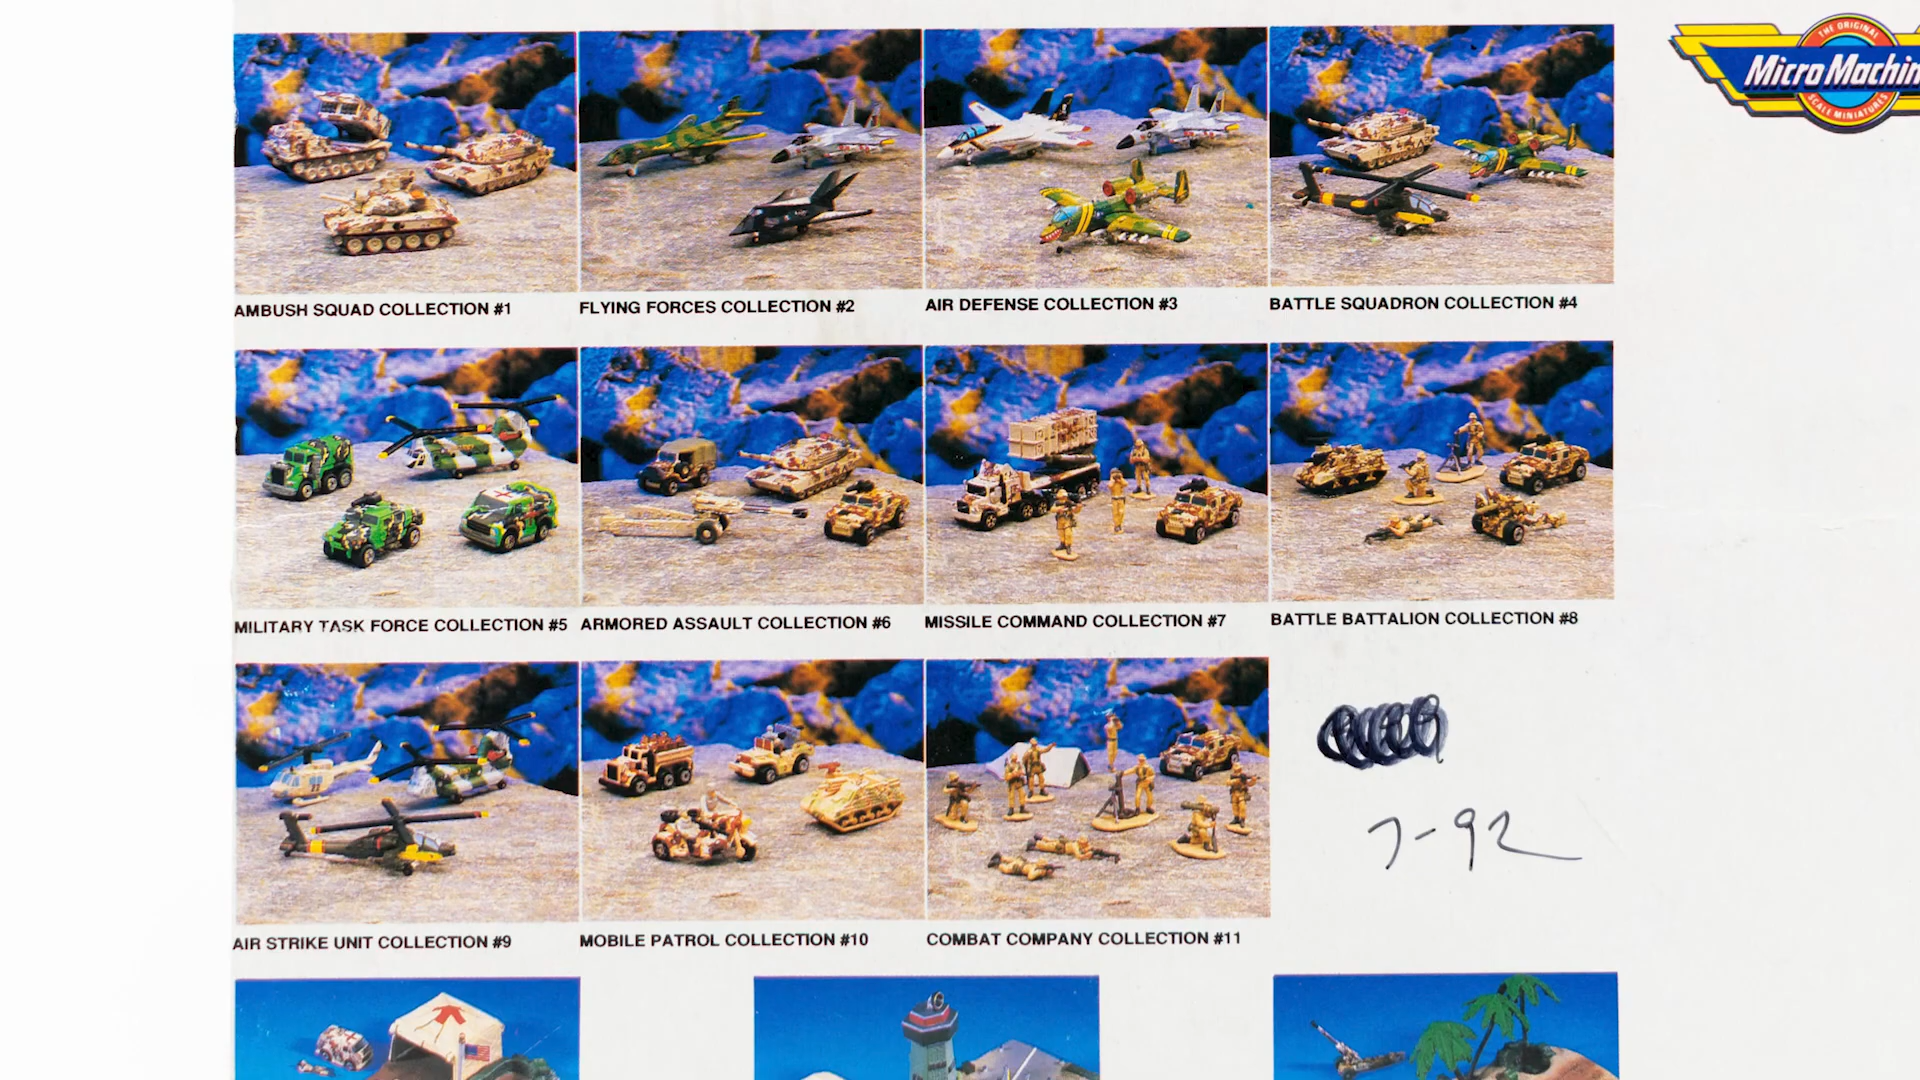 THE ORIGINAL
Micro Machin
SCALE MINIATURES
AMBUSH SQUAD COLLECTION #1
FLYING FORCES COLLECTION #2
AIR DEFENSE COLLECTION #3
BATTLE SQUADRON COLLECTION #4
MILITARY TASK FORCE COLLECTION #5
ARMORED ASSAULT COLLECTION #6
MISSILE COMMAND COLLECTION #7
BATTLE BATTALION COLLECTION #8
7-92
AIR STRIKE UNIT COLLECTION #9
MOBILE PATROL COLLECTION #10
COMBAT COMPANY COLLECTION #11